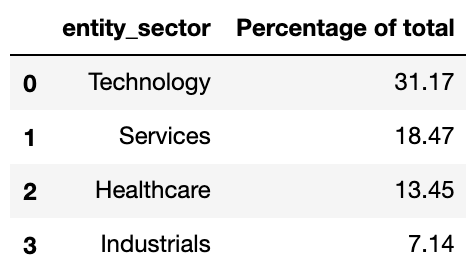 entity_sector Percentage of total
0 Technology 31.17
1 Services 18.47
2 Healthcare 13.45
3 Industrials 7.14